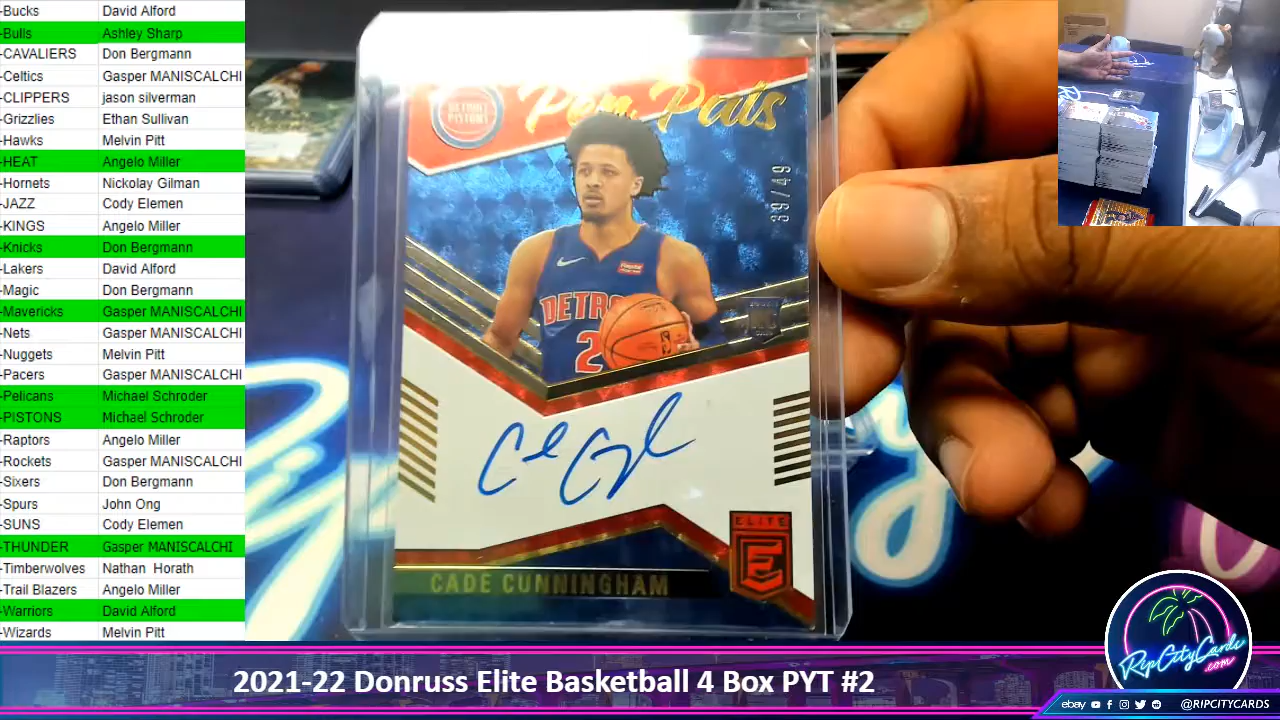 -Bucks David Alford
-Bulls Ashley Sharp
-CAVALIERS Don Bergmann
-Celtics Gasper MANISCALCHI
-CLIPPERS jason silverman
-Grizzlies Ethan Sullivan
-Hawks Melvin Pitt
-HEAT Angelo Miller
-Hornets Nickolay Gilman
-JAZZ Cody Elemen
-KINGS Angelo Miller
-Knicks Don Bergmann
-Lakers David Alford
-Magic Don Bergmann
-Mavericks Gasper MANISCALCHI
-Nets Gasper MANISCALCHI
-Nuggets Melvin Pitt
-Pacers Gasper MANISCALCHI
-Pelicans Michael Schroder
-PISTONS Michael Schroder
-Raptors Angelo Miller
-Rockets Gasper MANISCALCHI
-Sixers Don Bergmann
-Spurs John Ong
-SUNS Cody Elemen
-THUNDER Gasper MANISCALCHI
-Timberwolves Nathan Horath
-Trail Blazers Angelo Miller
-Warriors David Alford
-Wizards Melvin Pitt
Pen Pals
DETROIT
PISTONS
39/49
DETRO
2
ELITE
E
CADE CUNNINGHAM
2021-22 Donruss Elite Basketball 4 Box PYT #2
RipCityCards
.com
ebay @RIPCITYCARDS